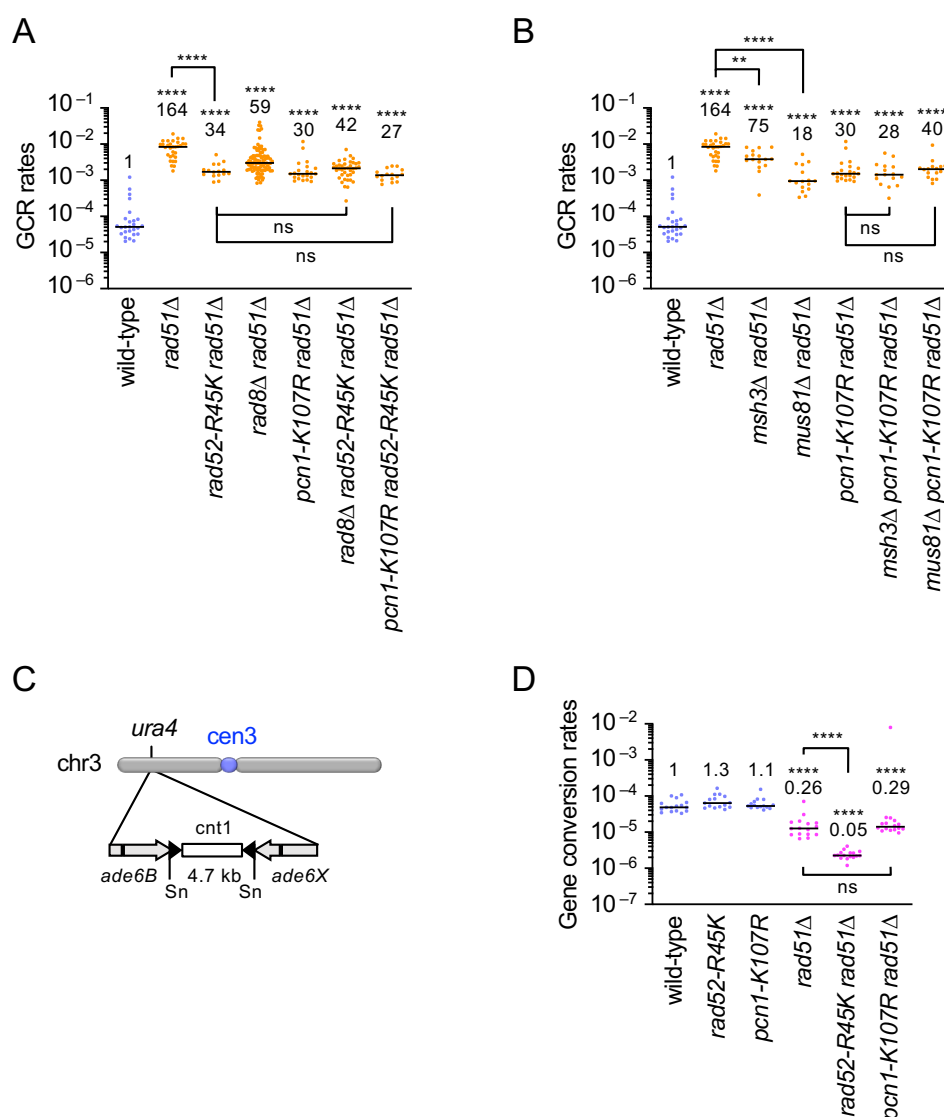 A
****
**** 164
**** 34
**** 59
**** 30
**** 42
**** 27
1
GCR rates
10⁻¹
10⁻²
10⁻³
10⁻⁴
10⁻⁵
10⁻⁶
ns
ns
wild-type
rad51Δ
rad52-R45K rad51Δ
rad8Δ rad51Δ
pcn1-K107R rad51Δ
rad8Δ rad52-R45K rad51Δ
pcn1-K107R rad52-R45K rad51Δ
B
****
**
**** 164
**** 75
**** 18
**** 30
**** 28
**** 40
1
GCR rates
10⁻¹
10⁻²
10⁻³
10⁻⁴
10⁻⁵
10⁻⁶
ns
ns
wild-type
rad51Δ
msh3Δ rad51Δ
mus81Δ rad51Δ
pcn1-K107R rad51Δ
msh3Δ pcn1-K107R rad51Δ
mus81Δ pcn1-K107R rad51Δ
C
ura4
cen3
chr3
cnt1
ade6B 4.7 kb ade6X
Sn Sn
D
Gene conversion rates
10⁻²
10⁻³
10⁻⁴
10⁻⁵
10⁻⁶
10⁻⁷
****
1
1.3
1.1
**** 0.26
**** 0.05
**** 0.29
ns
wild-type
rad52-R45K
pcn1-K107R
rad51Δ
rad52-R45K rad51Δ
pcn1-K107R rad51Δ